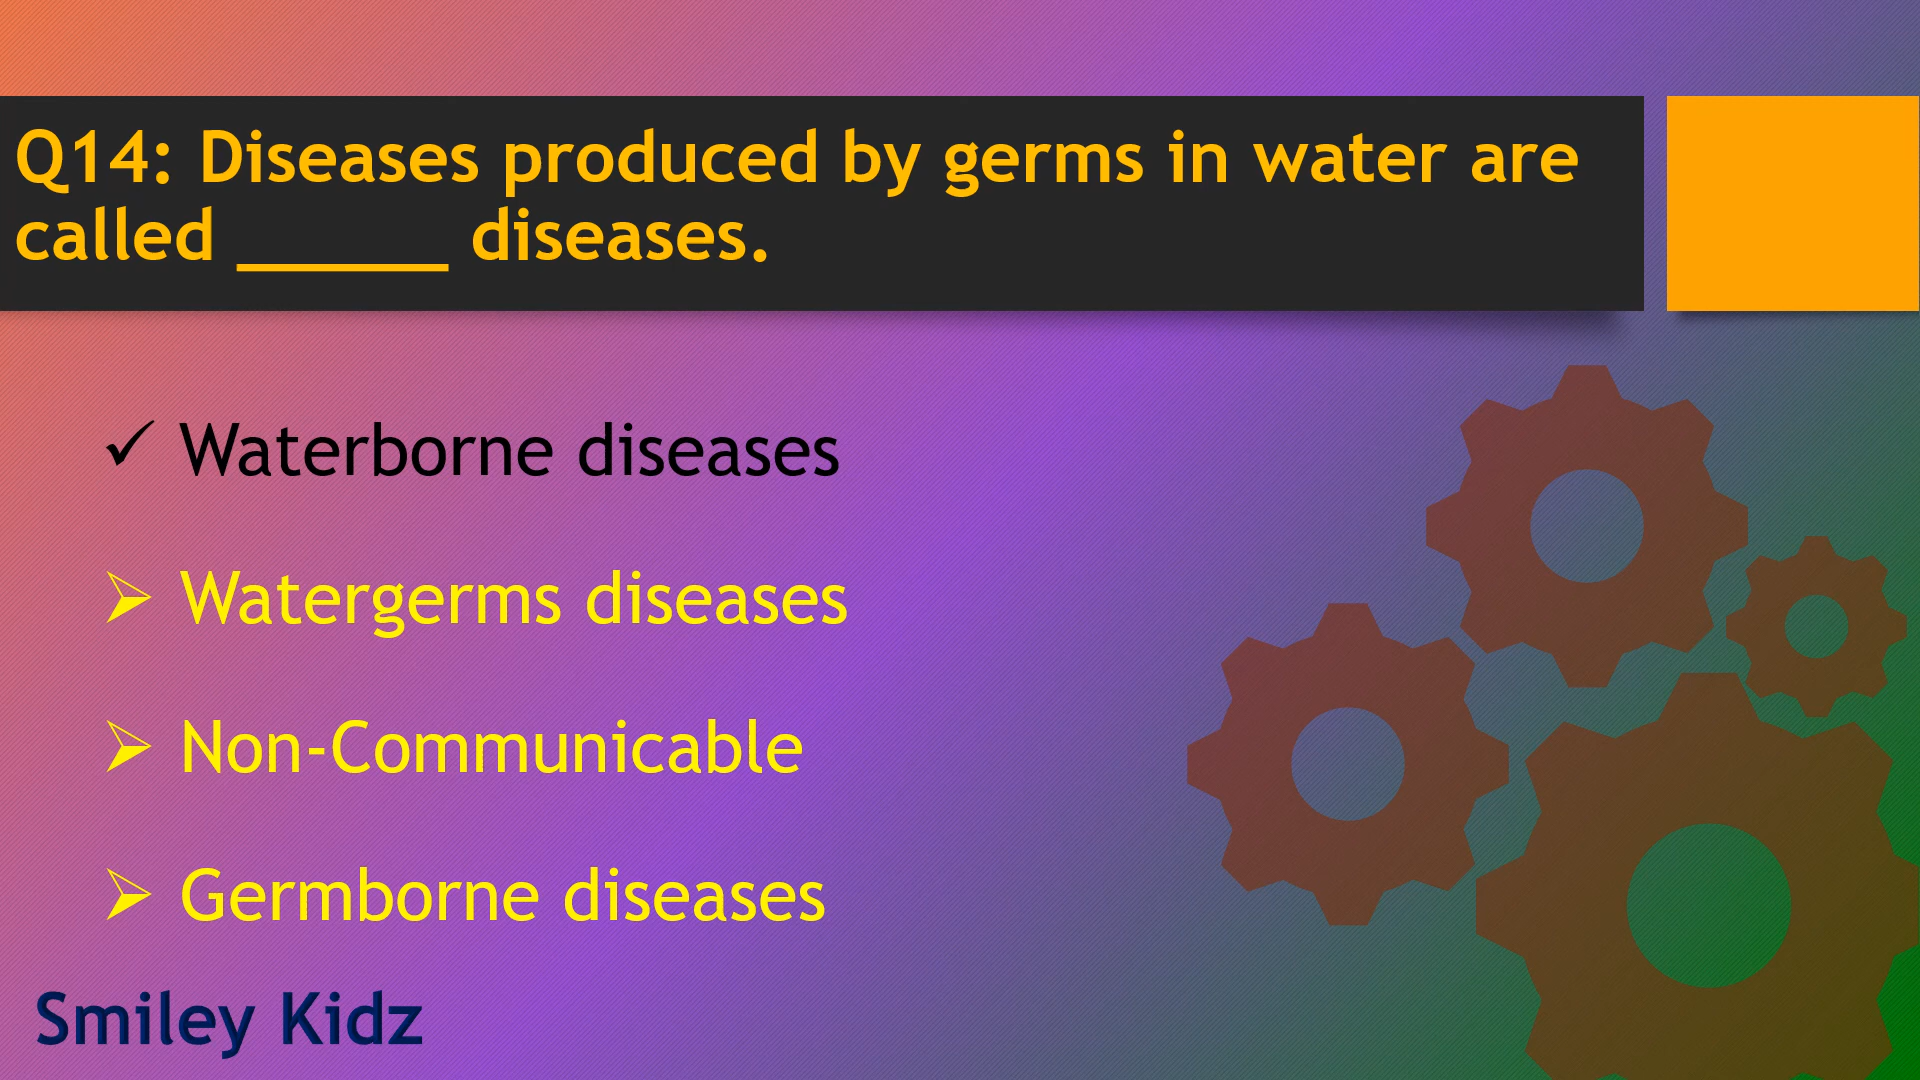 Q14: Diseases produced by germs in water are
called _____ diseases.
✓ Waterborne diseases
➢ Watergerms diseases
➢ Non-Communicable
➢ Germborne diseases
Smiley Kidz